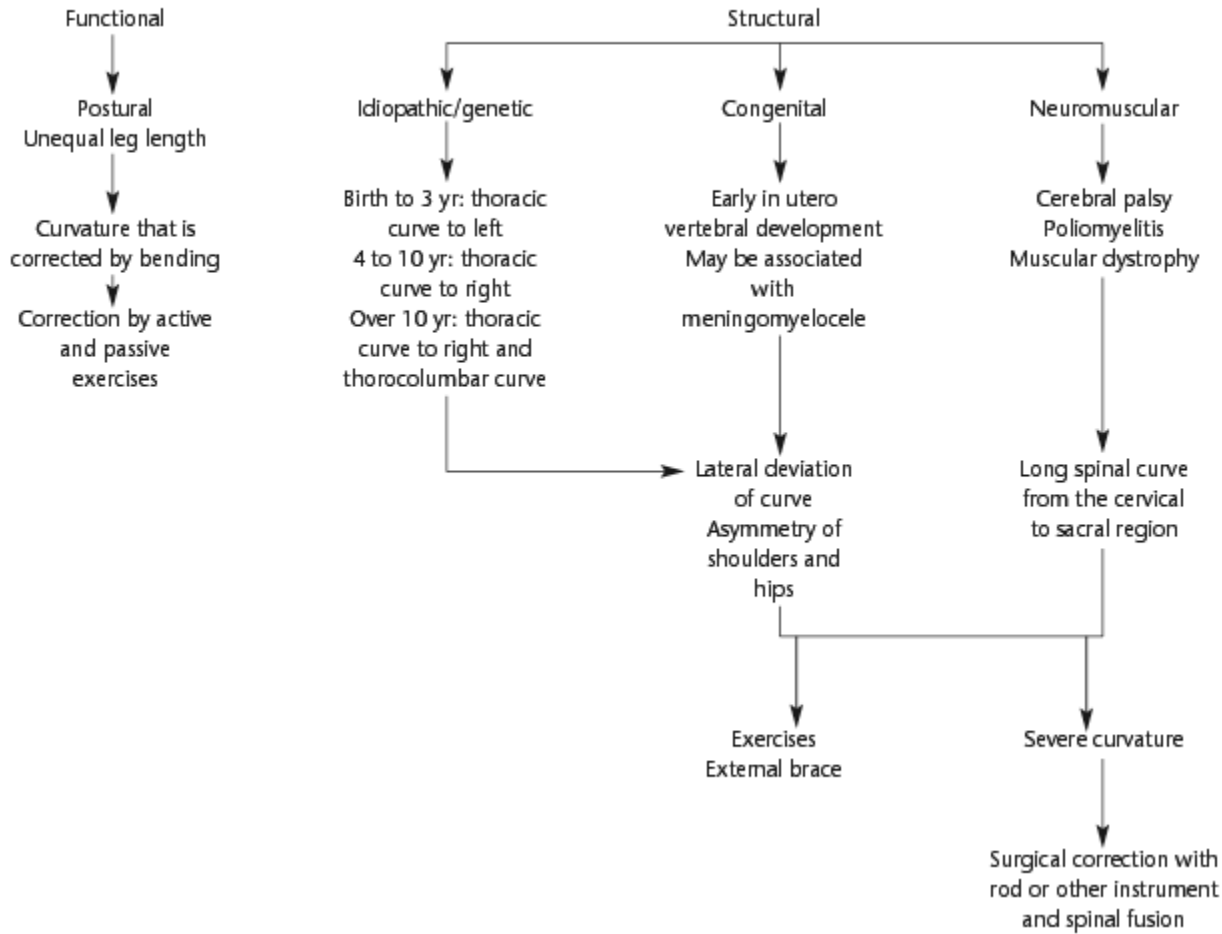 Functional
Structural
Postural
Unequal leg length
Idiopathic/genetic
Congenital
Neuromuscular
Curvature that is
corrected by bending
Birth to 3 yr: thoracic
curve to left
4 to 10 yr: thoracic
curve to right
Over 10 yr: thoracic
curve to right and
thorocolumbar curve
Early in utero
vertebral development
May be associated
with
meningomyelocele
Cerebral palsy
Poliomyelitis
Muscular dystrophy
Correction by active
and passive
exercises
Lateral deviation
of curve
Asymmetry of
shoulders and
hips
Long spinal curve
from the cervical
to sacral region
Exercises
External brace
Severe curvature
Surgical correction with
rod or other instrument
and spinal fusion